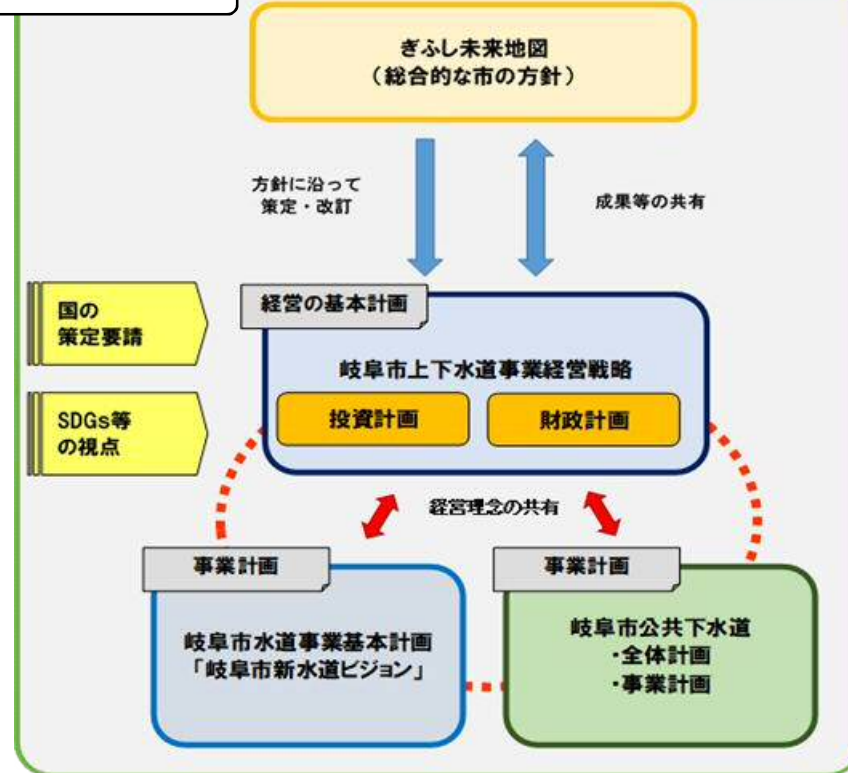 ぎふし未来地図
（総合的な市の方針）
方針に沿って
策定・改訂
成果等の共有
国の
策定要請
経営の基本計画
岐阜市上下水道事業経営戦略
投資計画
財政計画
SDGs等
の視点
経営理念の共有
事業計画
岐阜市水道事業基本計画
「岐阜市新水道ビジョン」
事業計画
岐阜市公共下水道
・全体計画
・事業計画